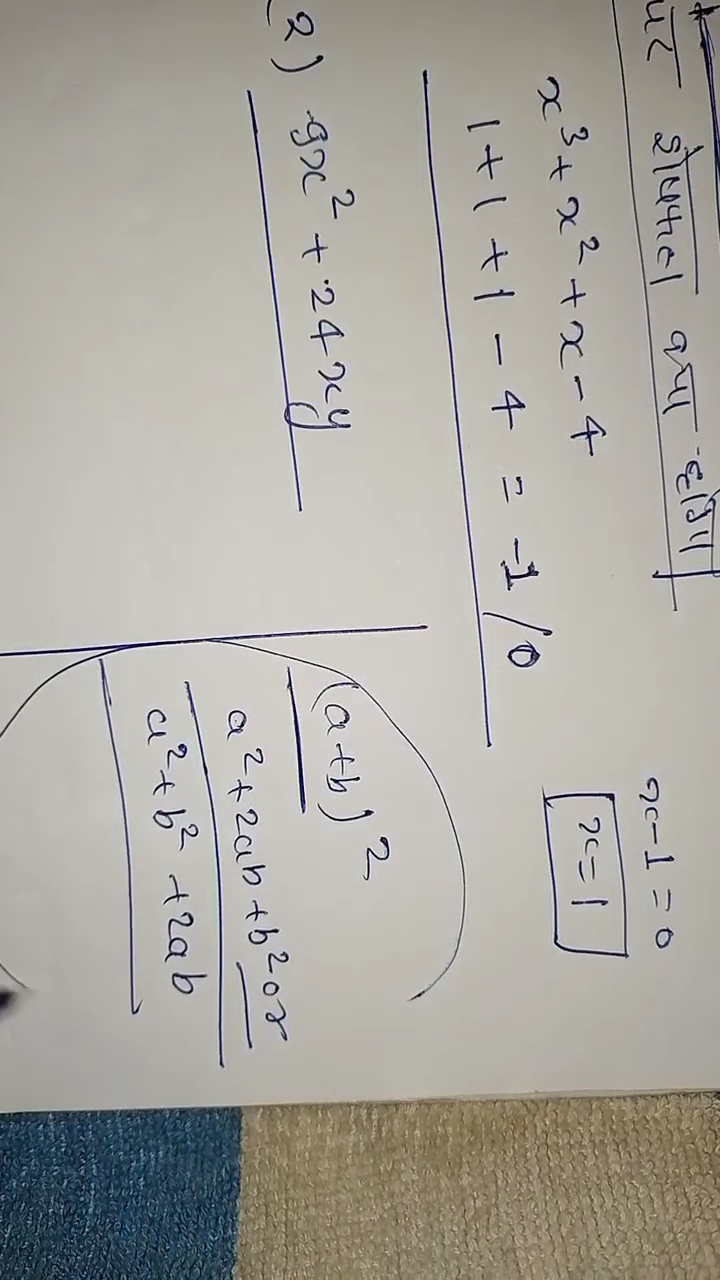 पर शेषफल क्या होगा
x³ + x² + x - 4
1 + 1 + 1 - 4 = -1/0
x-1 = 0
x = 1
2) 9x² + 24xy
(a+b)²
a² + 2ab + b² or
a² + b² + 2ab